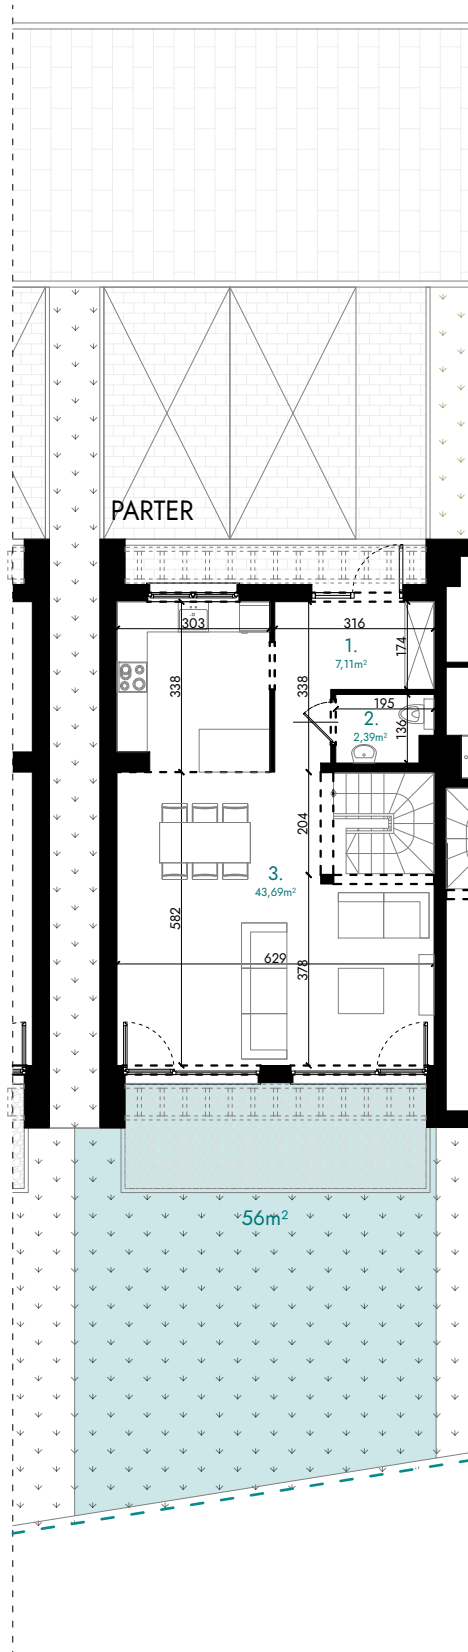 PARTER
303
316
1.
7,11m²
174
338
338
195
2.
2,39m²
136
204
3.
43,69m²
582
629
378
56m²